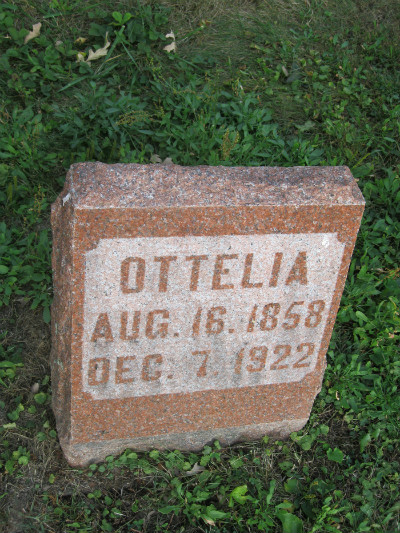 OTTELIA
AUG. 16. 1858
DEC. 7. 1922